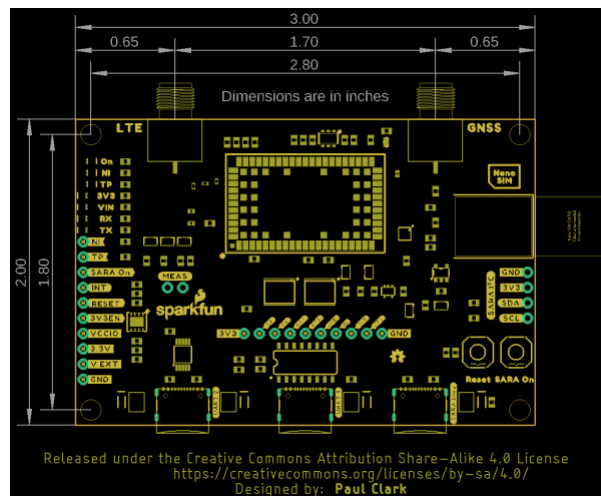 3.00
0.65
1.70
0.65
2.80
Dimensions are in inches
LTE
GNSS
2.00
1.80
On
NI
TP
3V3
VIN
RX
TX
Nano
SIM
NI
TP
SARA On
INT
RESET
3V3EN
VCCIO
3.3V
V EXT
GND
MEAS
sparkfun
3V3
GND
SARA I²C
GND
3V3
SDA
SCL
Reset SARA On
Released under the Creative Commons Attribution Share-Alike 4.0 License
https://creativecommons.org/licenses/by-sa/4.0/
Designed by: Paul Clark